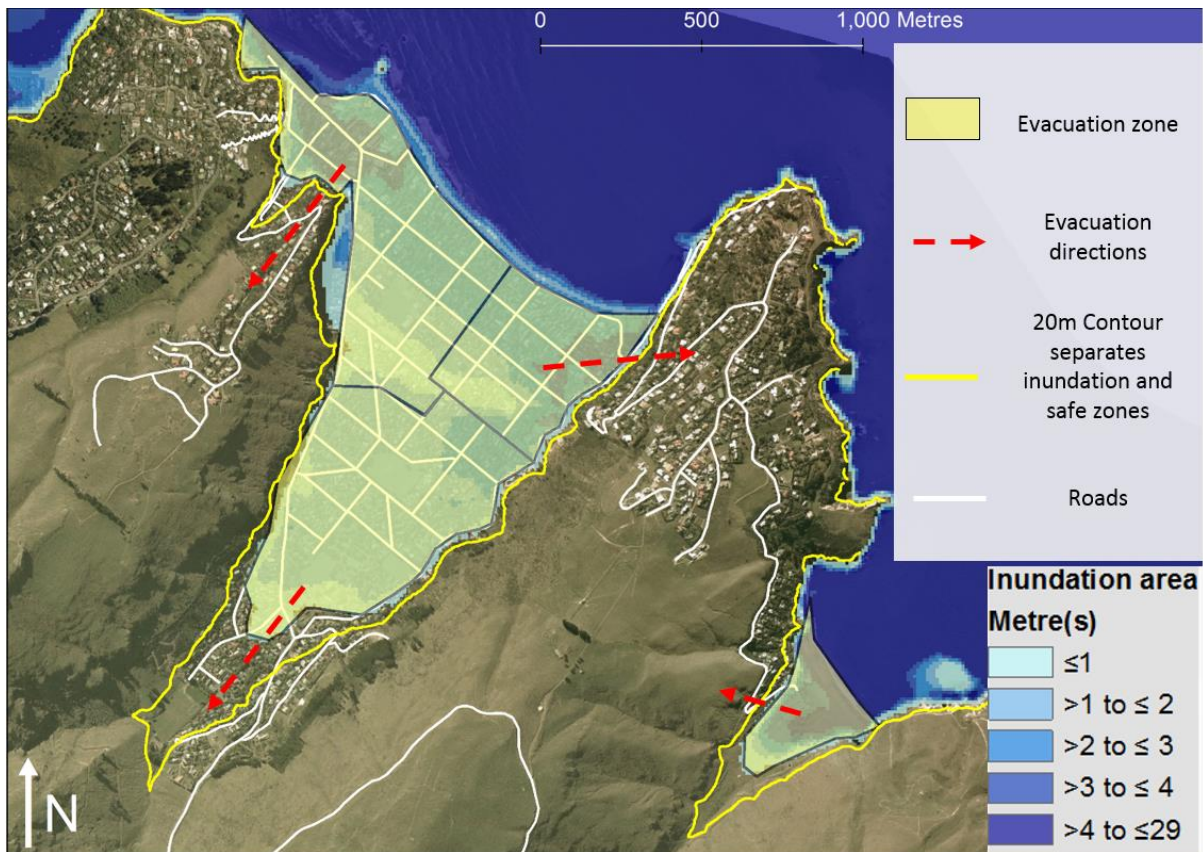 0 500 1,000 Metres
Evacuation zone
Evacuation
directions
20m Contour
separates
inundation and
safe zones
Roads
Inundation area
Metre(s)
≤1
>1 to ≤ 2
>2 to ≤ 3
>3 to ≤ 4
>4 to ≤29
N